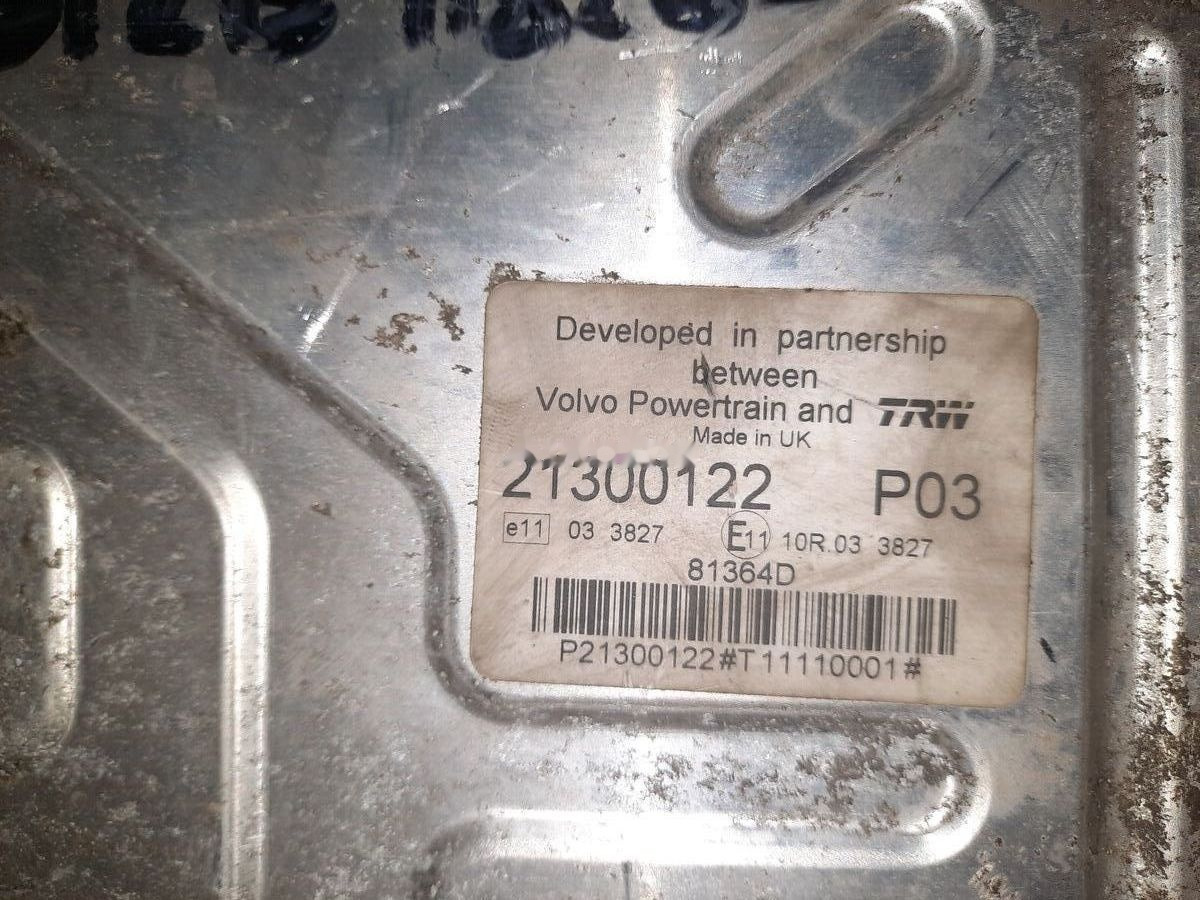 Developed in partnership
between
Volvo Powertrain and TRW
Made in UK
21300122 P03
e11 03 3827 E11 10R.03 3827
81364D
P21300122#T11110001#